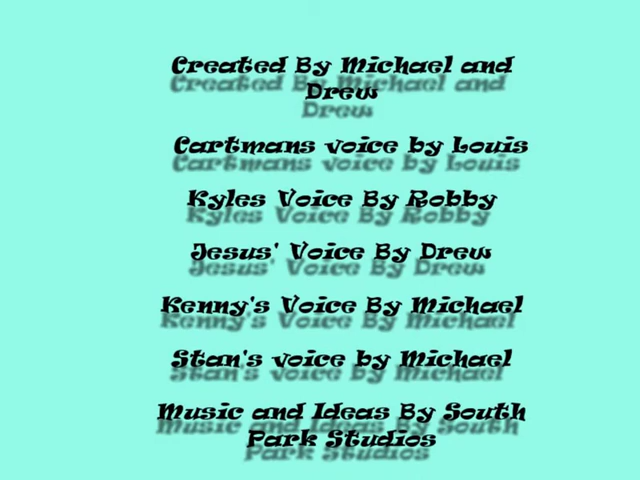 Created By Michael and
Drew
Cartmans voice by Louis
Kyles Voice By Robby
Jesus' Voice By Drew
Kenny's Voice By Michael
Stan's voice by Michael
Music and Ideas By South
Park Studios